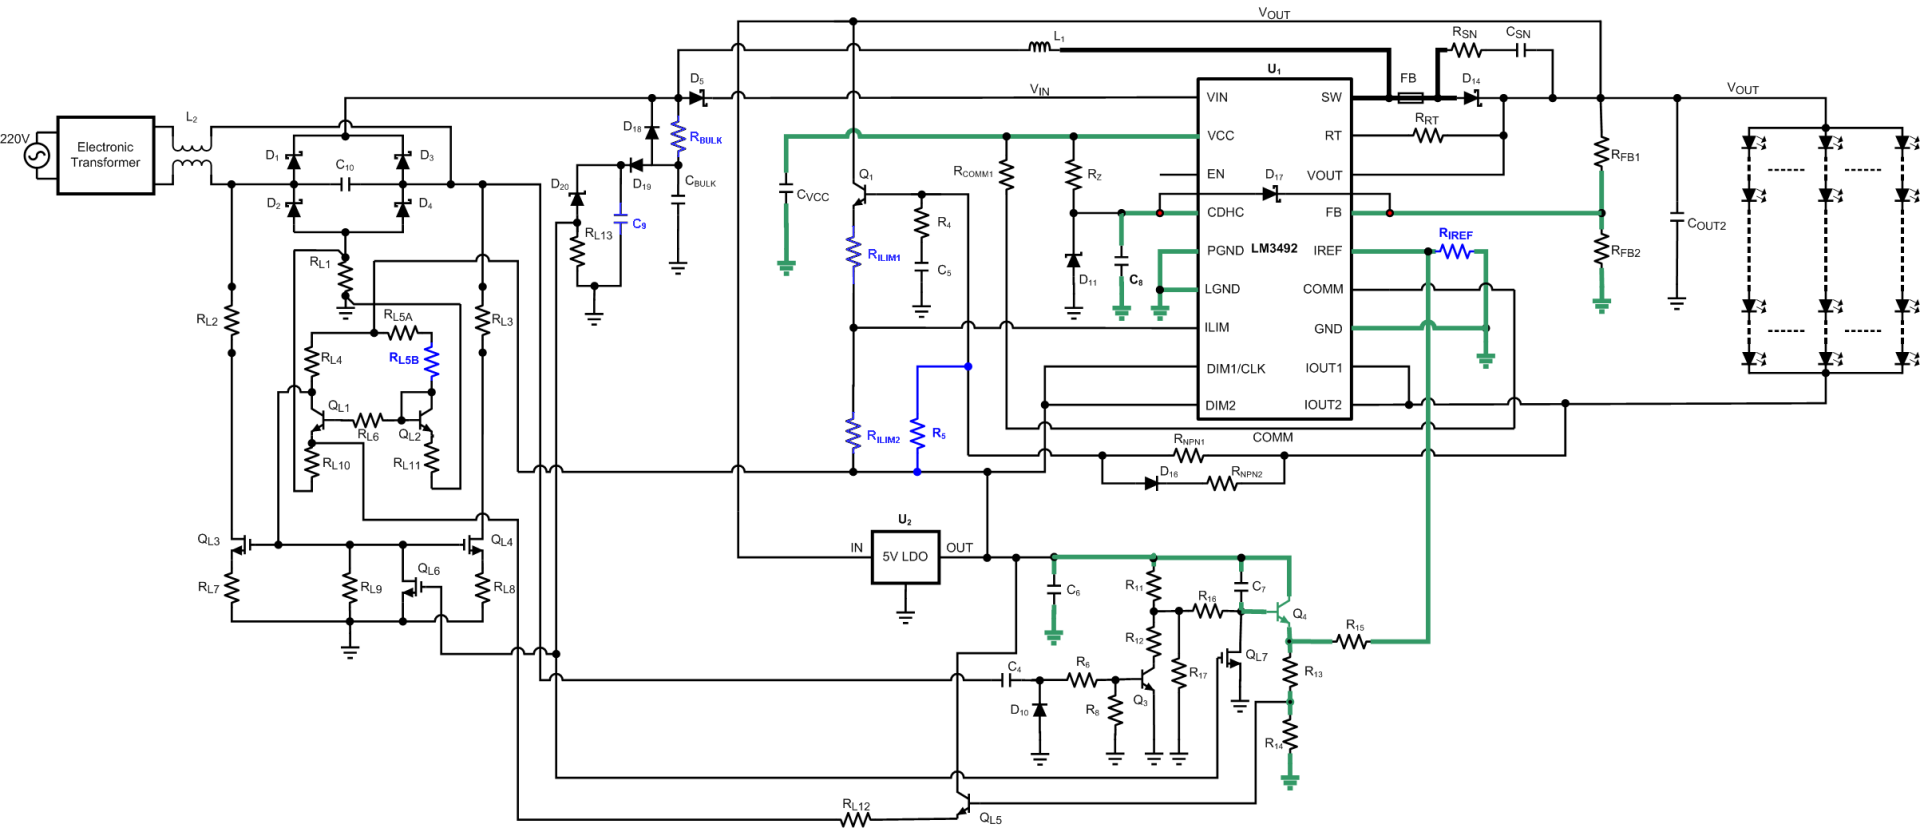 VOUT
RSN
CSN
L1
U1
FB
D14
D5
VIN
VIN
SW
VOUT
L2
220V
Electronic
Transformer
D18
RBULK
VCC
RT
RRT
D1
C10
D3
D19
CBULK
Q1
RCOMM1
RZ
EN
D17
VOUT
RFB1
D20
CVCC
D2
D4
C9
R4
CDHC
FB
COUT2
RL13
RILIM1
C5
D11
C8
PGND
LM3492
IREF
RIREF
RFB2
RL1
LGND
COMM
RL2
RL5A
RL3
ILIM
GND
RL4
RL5B
DIM1/CLK
IOUT1
QL1
RL6
QL2
DIM2
IOUT2
RILIM2
R5
COMM
RNPN1
RL10
RL11
D16
RNPN2
U2
QL3
QL4
IN
5V LDO
OUT
QL6
RL7
RL9
RL8
C6
R11
R16
C7
Q4
R12
R15
C4
R6
QL7
R17
R13
D10
R8
Q3
R14
RL12
QL5